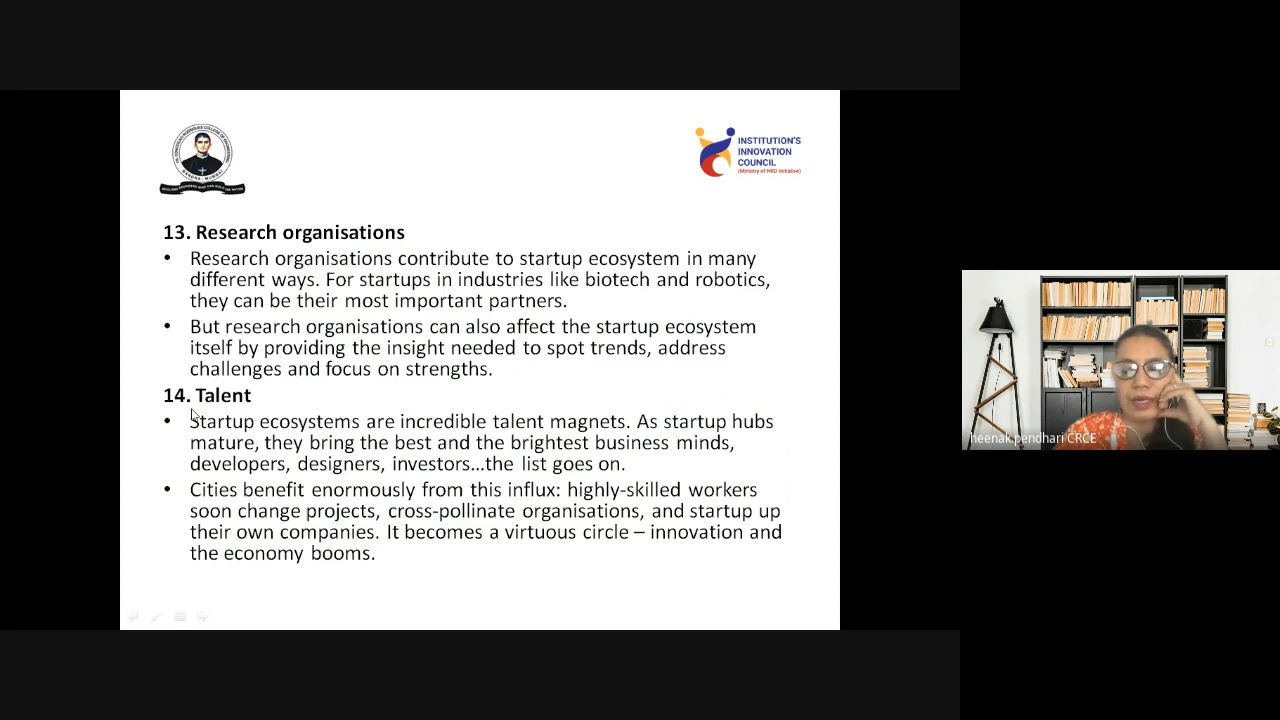 INSTITUTION'S
INNOVATION
COUNCIL
(Ministry of HRD Initiative)
13. Research organisations
• Research organisations contribute to startup ecosystem in many
different ways. For startups in industries like biotech and robotics,
they can be their most important partners.
• But research organisations can also affect the startup ecosystem
itself by providing the insight needed to spot trends, address
challenges and focus on strengths.
14. Talent
• Startup ecosystems are incredible talent magnets. As startup hubs
mature, they bring the best and the brightest business minds,
developers, designers, investors...the list goes on.
• Cities benefit enormously from this influx: highly-skilled workers
soon change projects, cross-pollinate organisations, and startup up
their own companies. It becomes a virtuous circle – innovation and
the economy booms.
heenak.pendhari CRCE